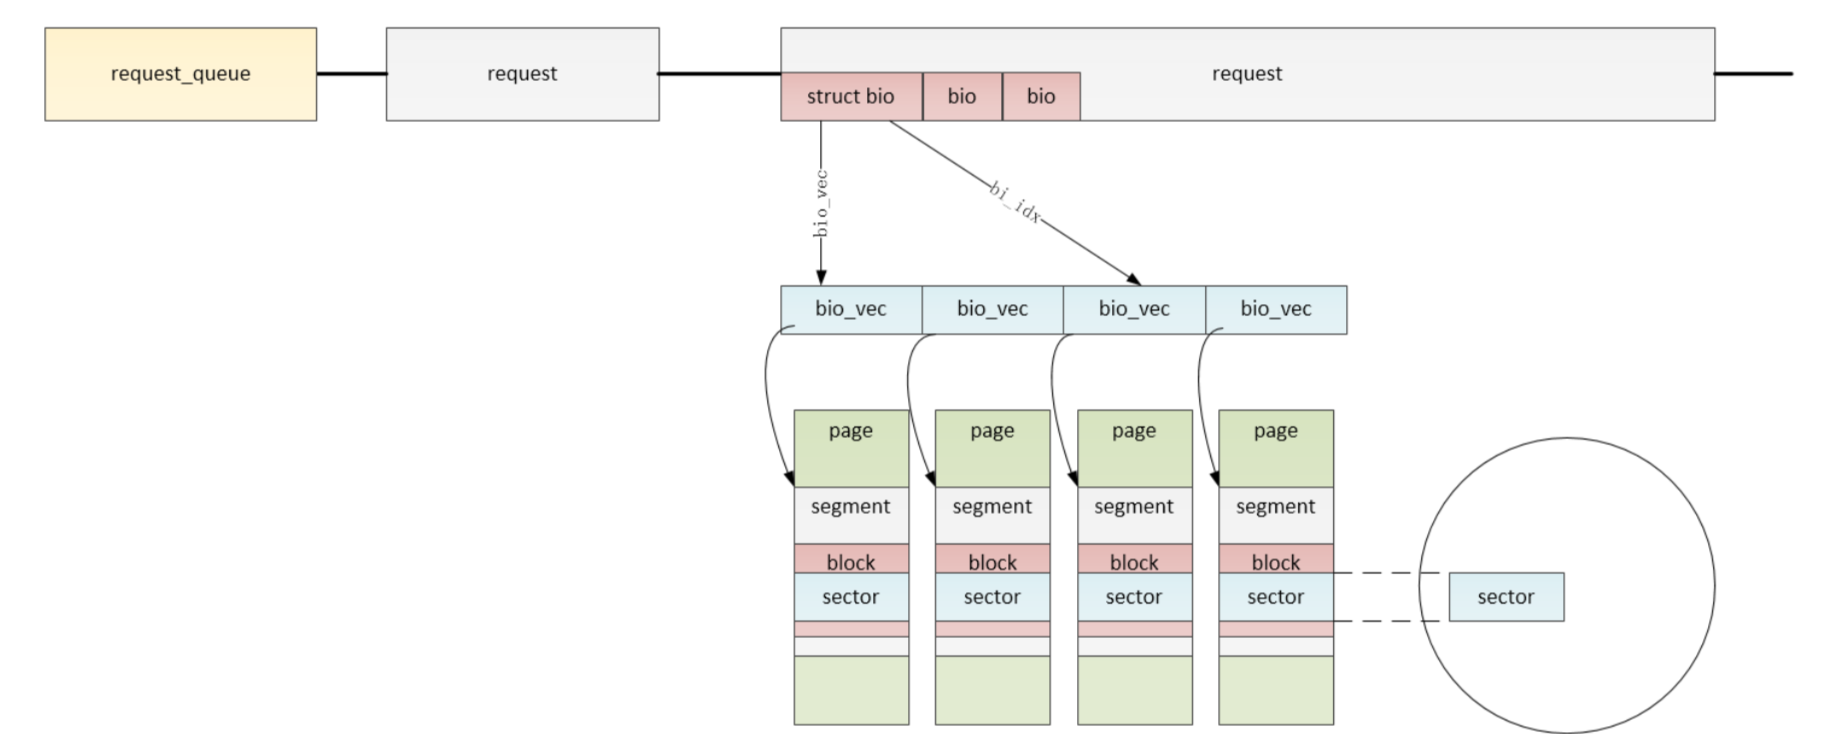 request_queue
request
request
struct bio
bio
bio
bio_vec
bi_idx
bio_vec
bio_vec
bio_vec
bio_vec
page
page
page
page
segment
segment
segment
segment
block
block
block
block
sector
sector
sector
sector
sector